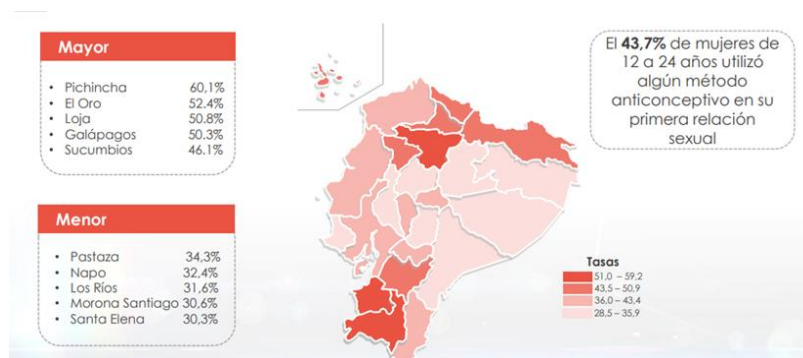 Mayor
• Pichincha 60,1%
• El Oro 52.4%
• Loja 50.8%
• Galápagos 50.3%
• Sucumbios 46.1%
Menor
• Pastaza 34,3%
• Napo 32.4%
• Los Ríos 31.6%
• Morona Santiago 30.6%
• Santa Elena 30,3%
El 43,7% de mujeres de
12 a 24 años utilizó
algún método
anticonceptivo en su
primera relación
sexual
Tasas
51,0 – 59,2
43,5 – 50,9
36,0 – 43,4
28,5 – 35,9